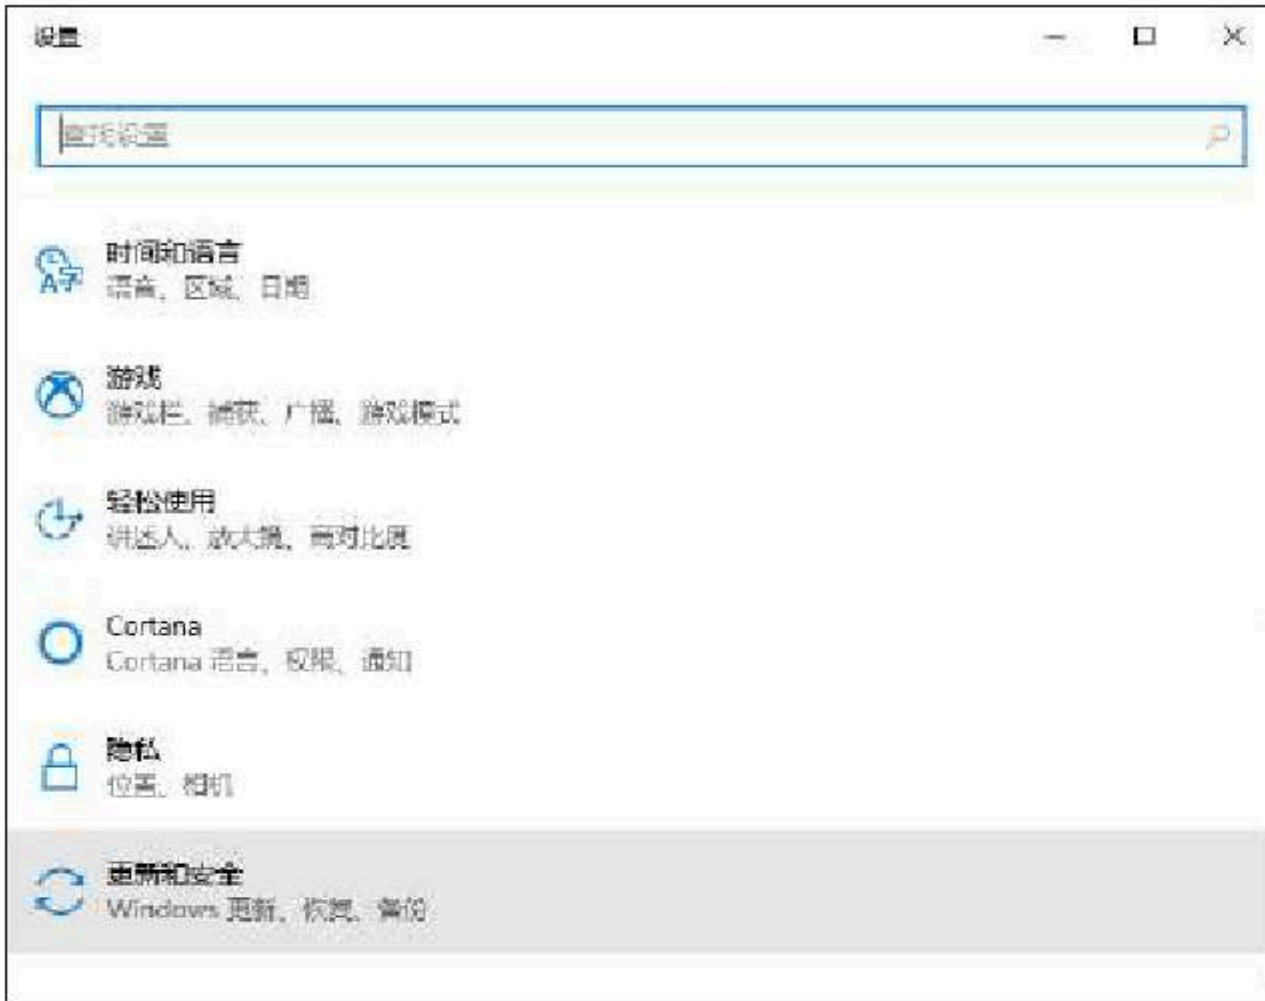 设置
查找设置
时间和语言
语音、区域、日期
游戏
游戏栏、捕获、广播、游戏模式
轻松使用
讲述人、放大镜、高对比度
Cortana
Cortana 语言、权限、通知
隐私
位置、相机
更新和安全
Windows 更新、恢复、备份